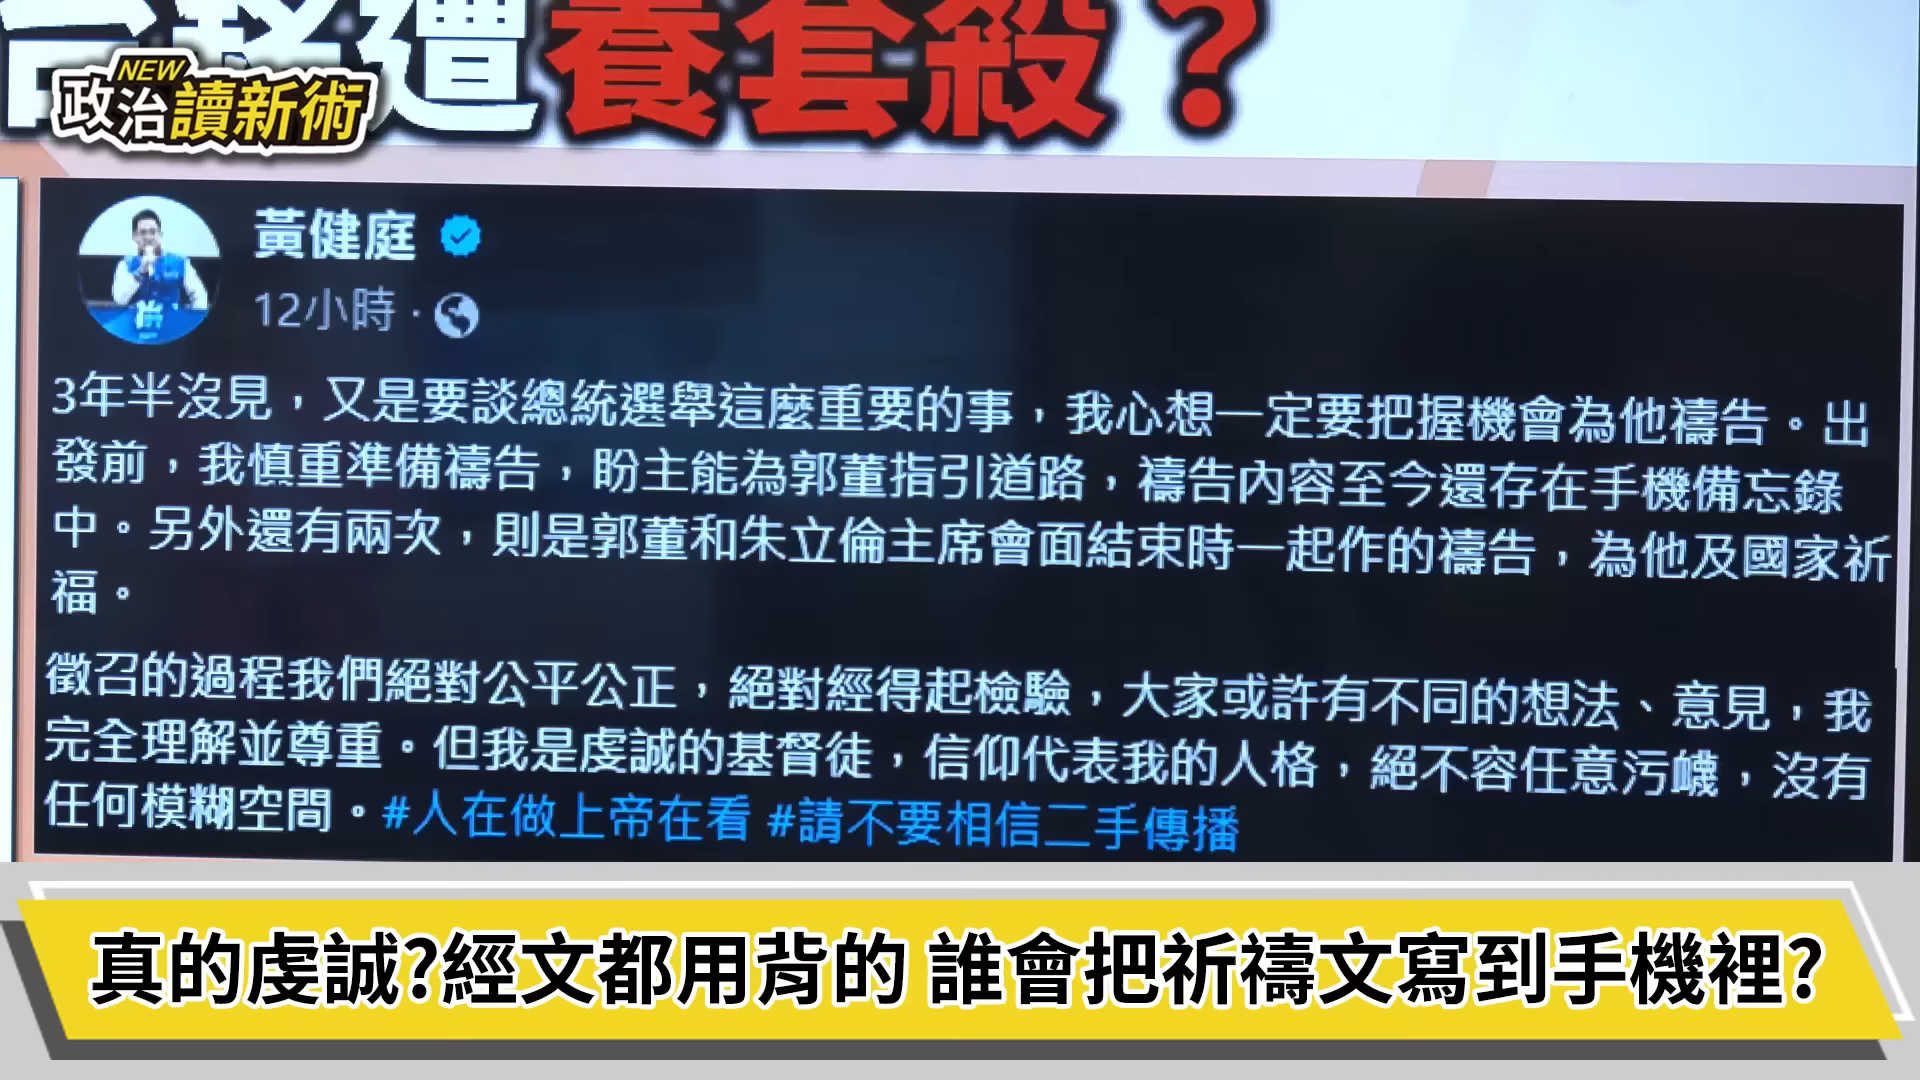 遭養套殺？
NEW
政治讀新術
黃健庭
12小時·
3年半沒見，又是要談總統選舉這麼重要的事，我心想一定要把握機會為他禱告。出
發前，我慎重準備禱告，盼主能為郭董指引道路，禱告內容至今還存在手機備忘錄
中。另外還有兩次，則是郭董和朱立倫主席會面結束時一起作的禱告，為他及國家祈
福。
徵召的過程我們絕對公平公正，絕對經得起檢驗，大家或許有不同的想法、意見，我
完全理解並尊重。但我是虔誠的基督徒，信仰代表我的人格，絕不容任意污衊，沒有
任何模糊空間。#人在做上帝在看 #請不要相信二手傳播
真的虔誠?經文都用背的 誰會把祈禱文寫到手機裡?